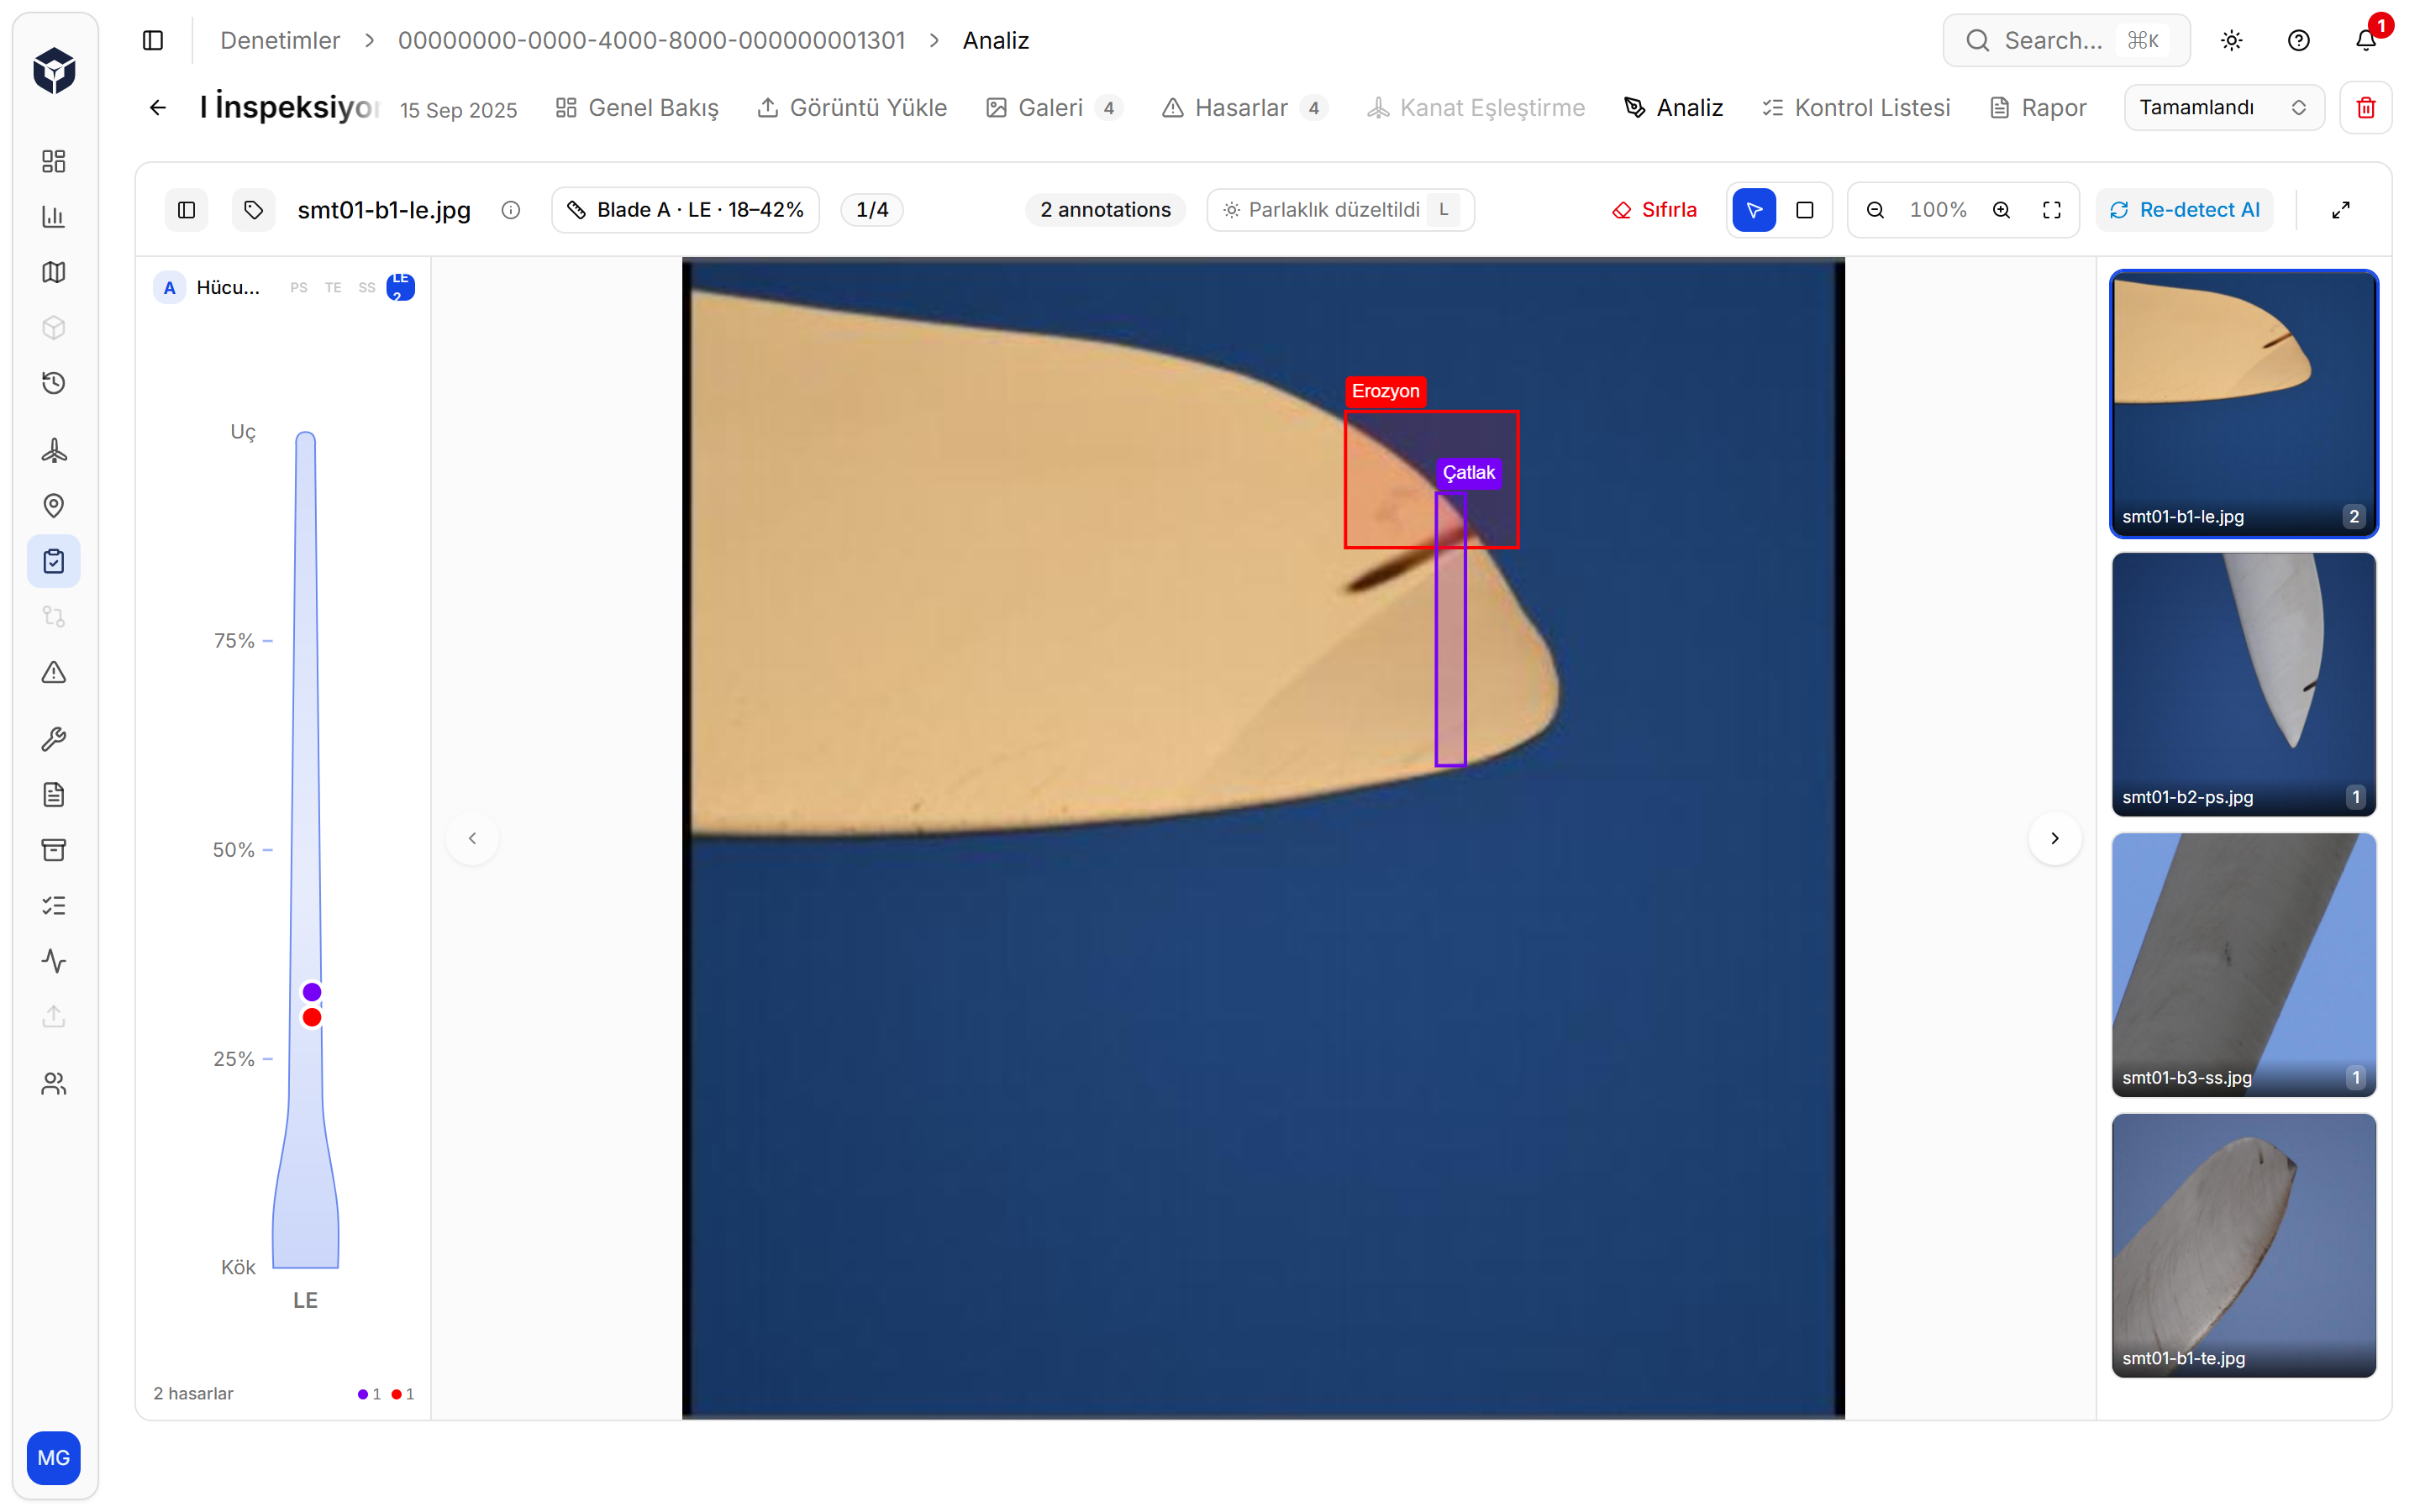 Denetimler > 00000000-0000-4000-8000-000000001301 > Analiz
Search... ⌘K
1
l İnspeksiyon 15 Sep 2025
Genel Bakış
Görüntü Yükle
Galeri 4
Hasarlar 4
Kanat Eşleştirme
Analiz
Kontrol Listesi
Rapor
Tamamlandı
smt01-b1-le.jpg
Blade A · LE · 18–42%
1/4
2 annotations
Parlaklık düzeltildi L
Sıfırla
100%
Re-detect AI
A Hücu... PS TE SS LE 2
Uç
75%
50%
25%
Kök
LE
2 hasarlar 1 1
Erozyon
Çatlak
smt01-b1-le.jpg 2
smt01-b2-ps.jpg 1
smt01-b3-ss.jpg 1
smt01-b1-te.jpg
MG